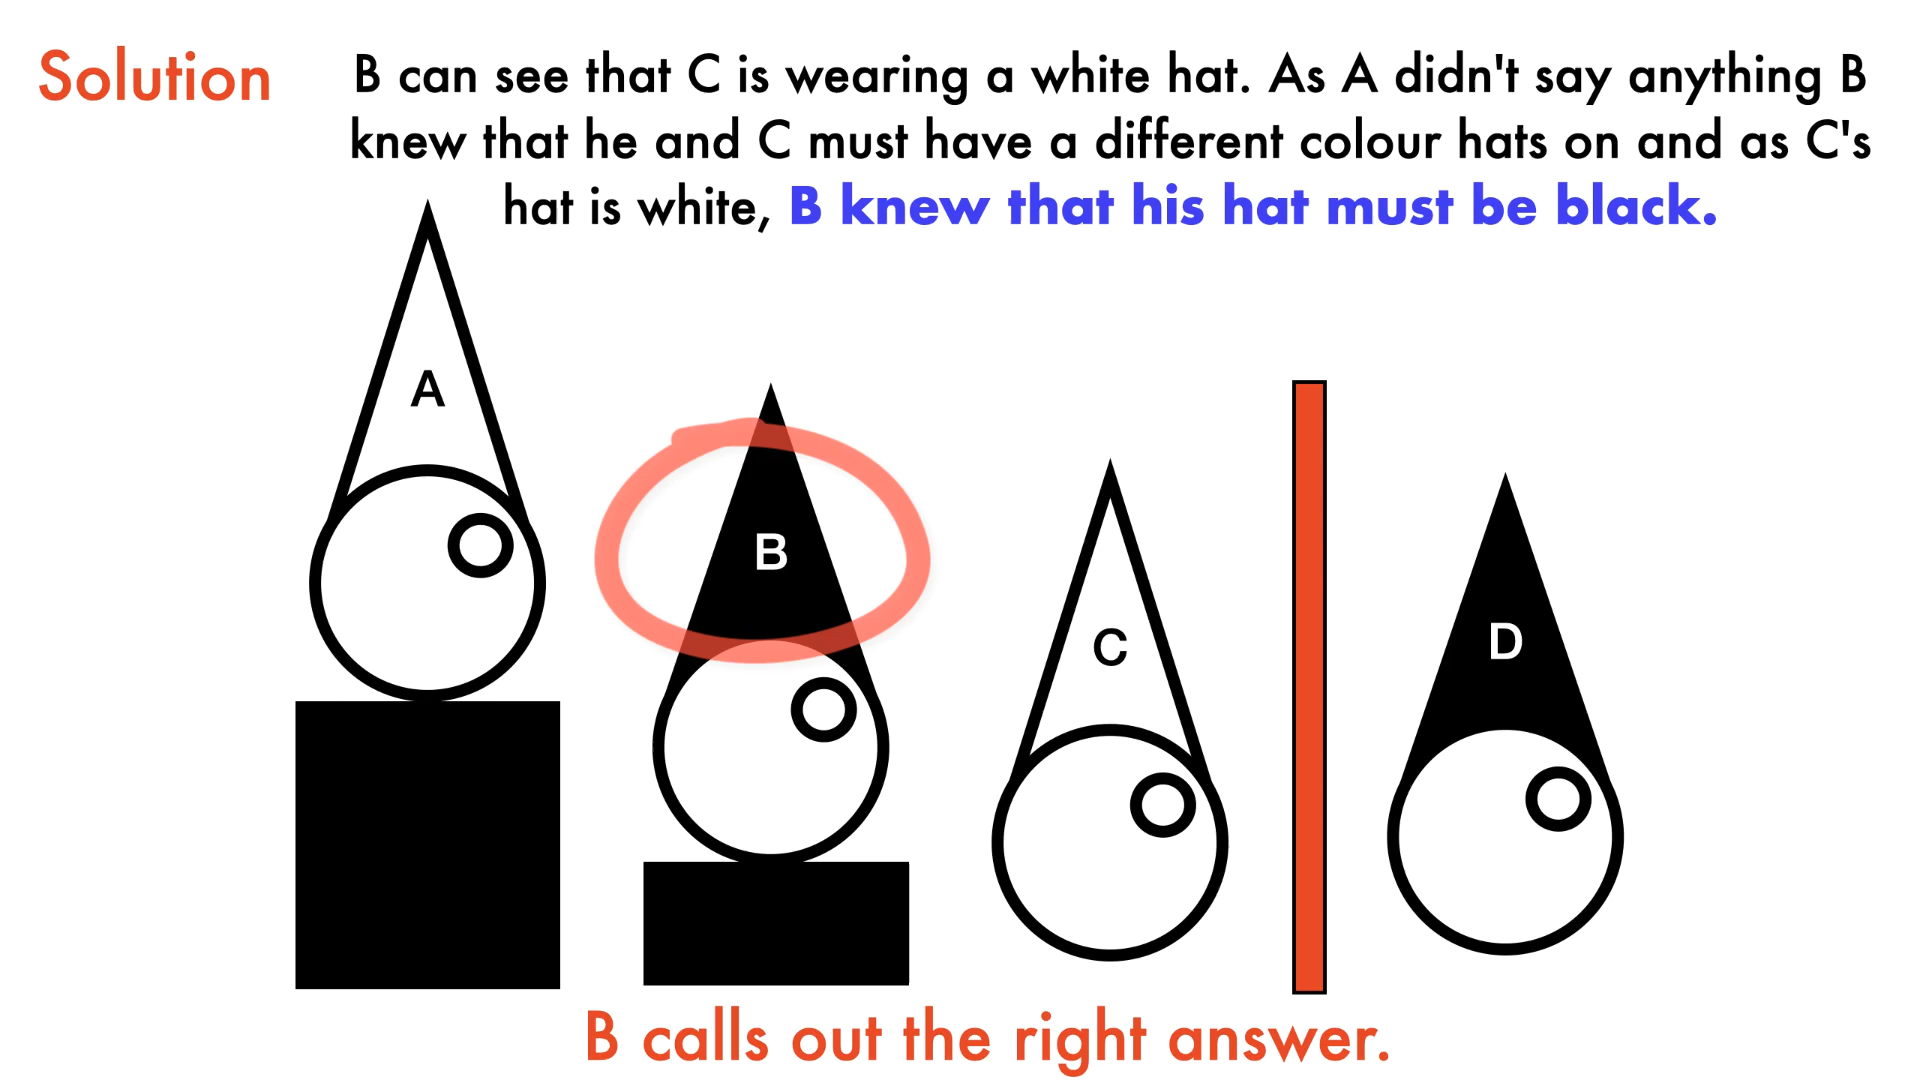 Solution
B can see that C is wearing a white hat. As A didn't say anything B
knew that he and C must have a different colour hats on and as C's
hat is white, B knew that his hat must be black.
A
B
C
D
B calls out the right answer.